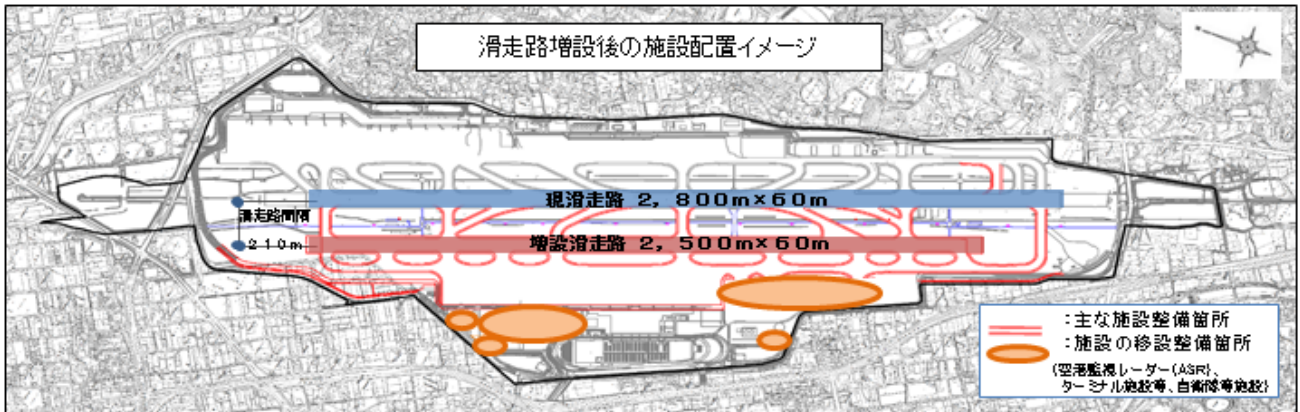 滑走路増設後の施設配置イメージ
現滑走路 2,800m×60m
滑走路間隔
210m
増設滑走路 2,500m×60m
:主な施設整備箇所
:施設の移設整備箇所
(空港監視レーダー(ASR)、
ターミナル施設等、自衛隊等施設)